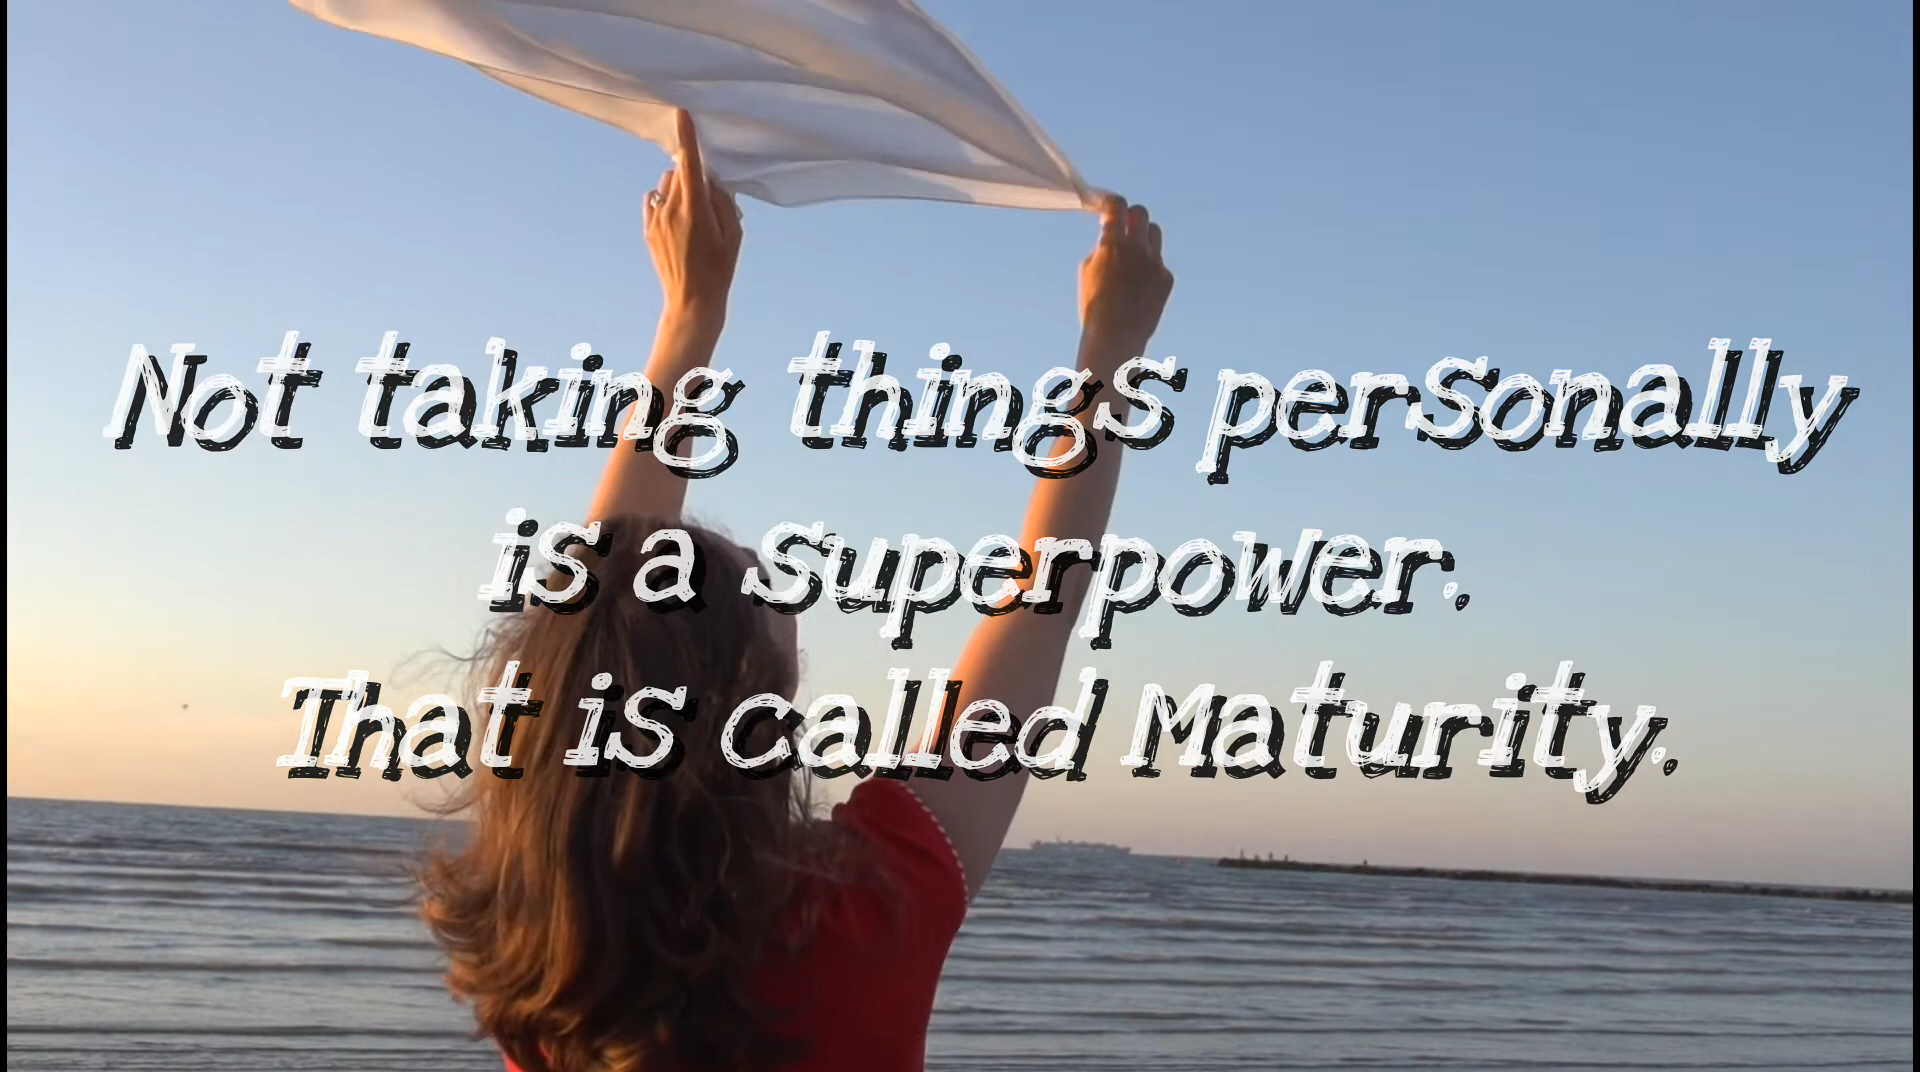 Not taking things personally
is a superpower.
That is called Maturity.